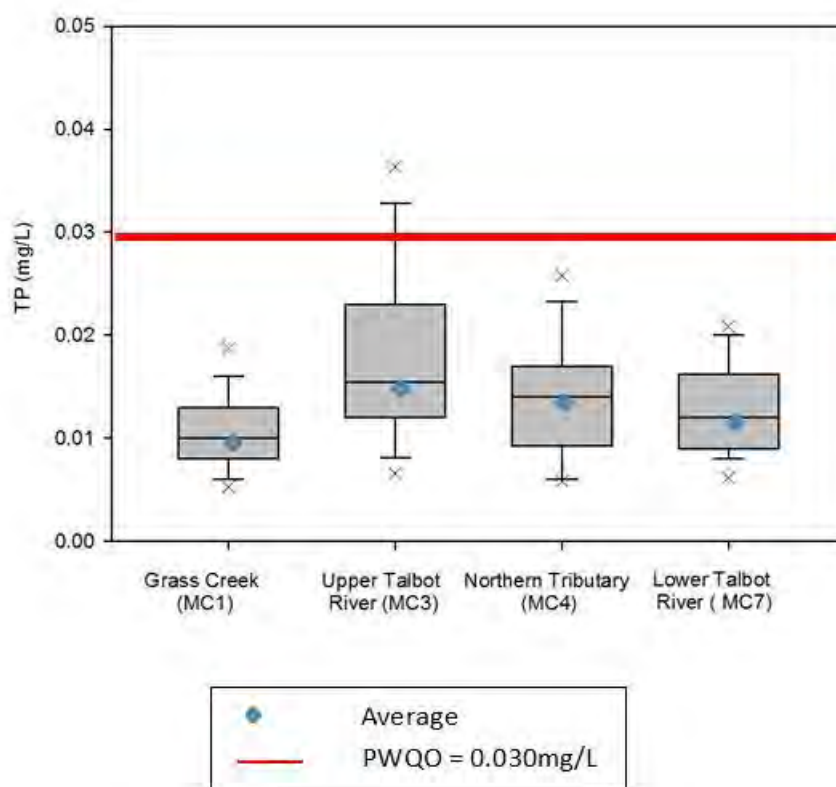 0.05
0.04
0.03
0.02
0.01
0.00
TP (mg/L)
Grass Creek
(MC1)
Upper Talbot
River (MC3)
Northern Tributary
(MC4)
Lower Talbot
River ( MC7)
Average
PWQO = 0.030mg/L